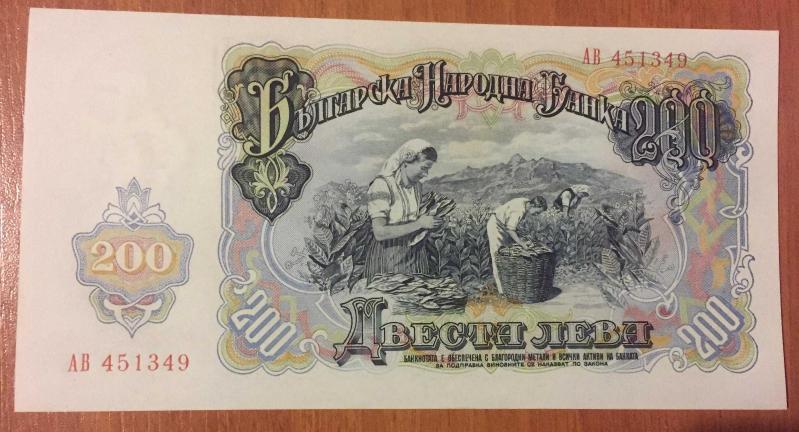 АВ 451349
Българска Народна Банка
200
200
200
200
Двеста лева
АВ 451349
БАНКНОТАТА Е ОБЕЗПЕЧЕНА С БЛАГОРОДНИ МЕТАЛИ И ВСИЧКИ АКТИВИ НА БАНКАТА
ЗА ПОДПРАВКА ВИНОВНИТЕ СЕ НАКАЗВАТ ПО ЗАКОНА